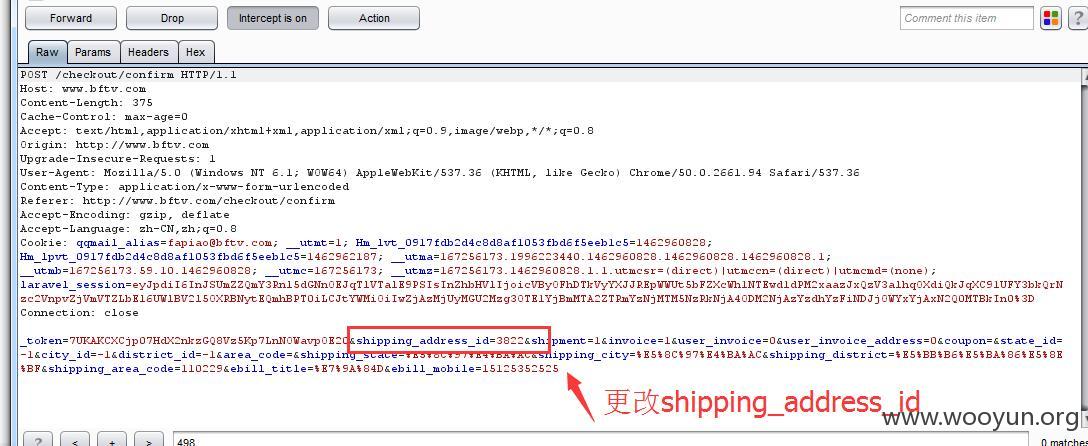 Forward Drop Intercept is on Action Comment this item ?
Raw Params Headers Hex
POST /checkout/confirm HTTP/1.1
Host: www.bftv.com
Content-Length: 375
Cache-Control: max-age=0
Accept: text/html,application/xhtml+xml,application/xml;q=0.9,image/webp,*/*;q=0.8
Origin: http://www.bftv.com
Upgrade-Insecure-Requests: 1
User-Agent: Mozilla/5.0 (Windows NT 6.1; WOW64) AppleWebKit/537.36 (KHTML, like Gecko) Chrome/50.0.2661.94 Safari/537.36
Content-Type: application/x-www-form-urlencoded
Referer: http://www.bftv.com/checkout/confirm
Accept-Encoding: gzip, deflate
Accept-Language: zh-CN,zh;q=0.8
Cookie: qqmail_alias=fapiao@bftv.com; __utmt=1; Hm_lvt_0917fdb2d4c8d8af1053fbd6f5eeb1c5=1462960828;
Hm_lpvt_0917fdb2d4c8d8af1053fbd6f5eeb1c5=1462962187; __utma=167256173.1996223440.1462960828.1462960828.1462960828.1;
__utmb=167256173.59.10.1462960828; __utmc=167256173; __utmz=167256173.1462960828.1.1.utmcsr=(direct)|utmccn=(direct)|utmcmd=(none);
Connection: close
&shipping_address_id=3822&shipment=1&invoice=1&user_invoice=0&user_invoice_address=0&coupon=&state_id=
-1&city_id=-1&district_id=-1&area_code=&shipping_state=%E5%8C%97%E4%BA%AC&shipping_city=%E5%8C%97%E4%BA%AC&shipping_district=%E5%BB%B6%E5%BA%86%E5%8E
%BF&shipping_area_code=110229&ebill_title=%E7%9A%84D&ebill_mobile=15125352525
更改shipping_address_id
www.wooyun.org
? < + > 498 0 matches